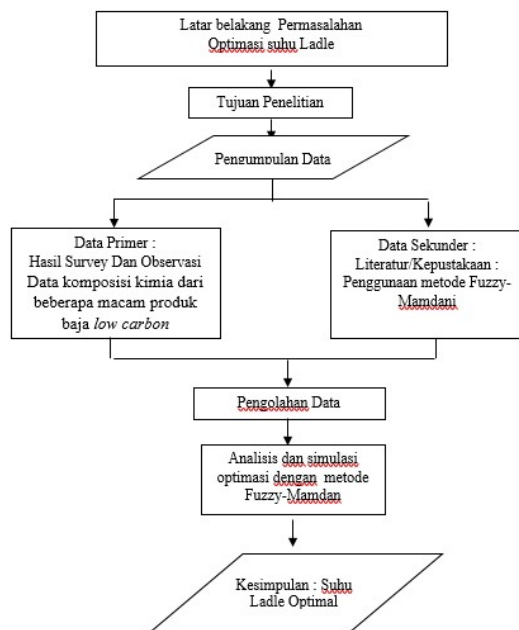 Latar belakang Permasalahan
Optimasi suhu Ladle
Tujuan Penelitian
Pengumpulan Data
Data Primer :
Hasil Survey Dan Observasi
Data komposisi kimia dari
beberapa macam produk
baja low carbon
Data Sekunder :
Literatur/Kepustakaan :
Penggunaan metode Fuzzy-
Mamdani
Pengolahan Data
Analisis dan simulasi
optimasi dengan metode
Fuzzy-Mamdan
Kesimpulan : Suhu
Ladle Optimal